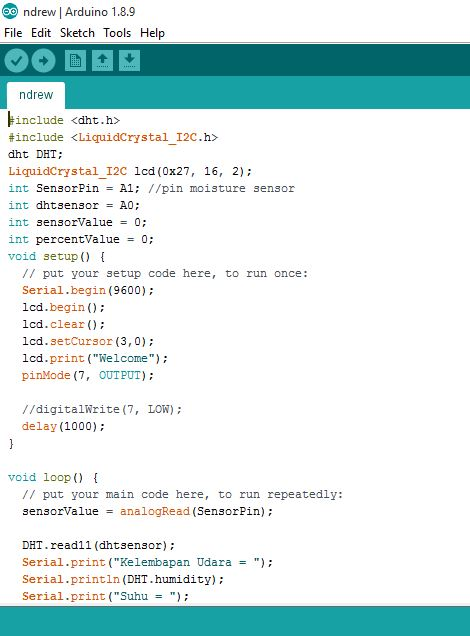 ndrew | Arduino 1.8.9
File Edit Sketch Tools Help
ndrew
#include <dht.h>
#include <LiquidCrystal_I2C.h>
dht DHT;
LiquidCrystal_I2C lcd(0x27, 16, 2);
int SensorPin = A1; //pin moisture sensor
int dhtsensor = A0;
int sensorValue = 0;
int percentValue = 0;
void setup() {
  // put your setup code here, to run once:
  Serial.begin(9600);
  lcd.begin();
  lcd.clear();
  lcd.setCursor(3,0);
  lcd.print("Welcome");
  pinMode(7, OUTPUT);
  //digitalWrite(7, LOW);
  delay(1000);
}
void loop() {
  // put your main code here, to run repeatedly:
  sensorValue = analogRead(SensorPin);
  DHT.read11(dhtsensor);
  Serial.print("Kelembapan Udara = ");
  Serial.println(DHT.humidity);
  Serial.print("Suhu = ");